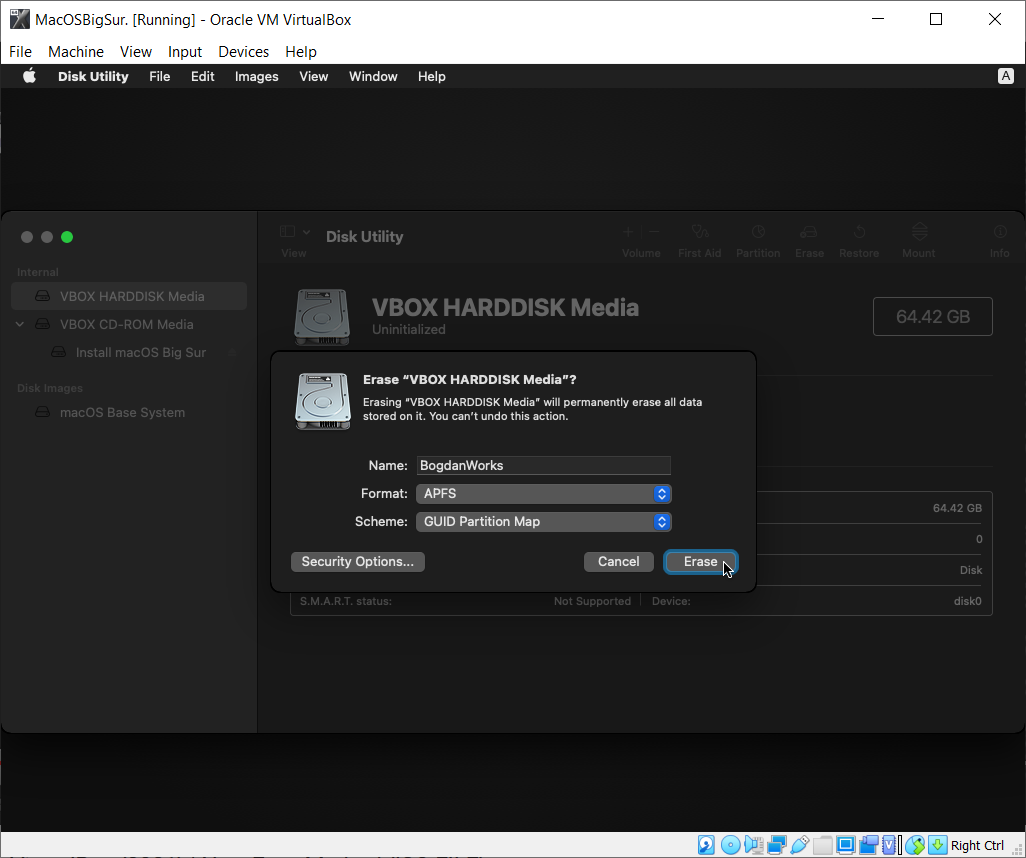 MacOSBigSur. [Running] - Oracle VM VirtualBox
File Machine View Input Devices Help
Disk Utility File Edit Images View Window Help A
View Disk Utility Volume First Aid Partition Erase Restore Mount Info
Internal
VBOX HARDDISK Media
VBOX CD-ROM Media
Install macOS Big Sur
Disk Images
macOS Base System
VBOX HARDDISK Media
Uninitialized
64.42 GB
Erase “VBOX HARDDISK Media”?
Erasing “VBOX HARDDISK Media” will permanently erase all data
stored on it. You can’t undo this action.
Name: BogdanWorks
Format: APFS
Scheme: GUID Partition Map
Security Options... Cancel Erase
64.42 GB
0
Disk
S.M.A.R.T. status: Not Supported Device: disk0
Right Ctrl